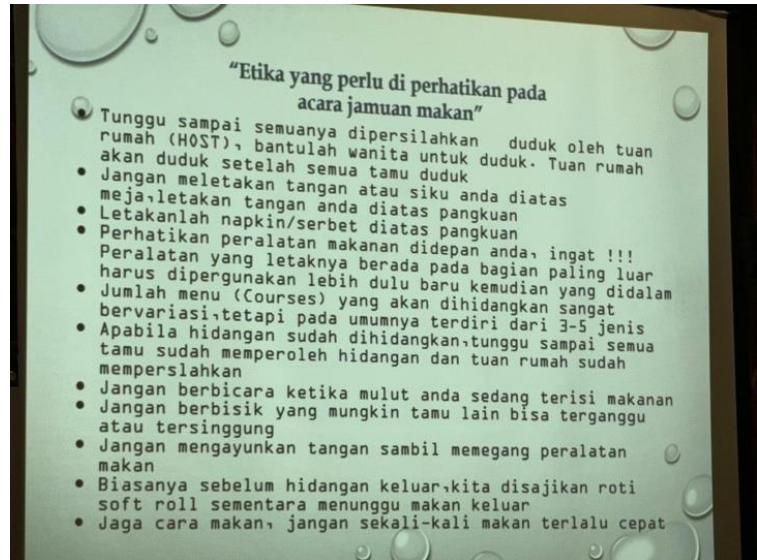 “Etika yang perlu di perhatikan pada
acara jamuan makan”
• Tunggu sampai semuanya dipersilahkan duduk oleh tuan
rumah (HOST), bantulah wanita untuk duduk. Tuan rumah
akan duduk setelah semua tamu duduk
• Jangan meletakan tangan atau siku anda diatas
meja,letakan tangan anda diatas pangkuan
• Letakanlah napkin/serbet diatas pangkuan
• Perhatikan peralatan makanan didepan anda, ingat !!!
Peralatan yang letaknya berada pada bagian paling luar
harus dipergunakan lebih dulu baru kemudian yang didalam
• Jumlah menu (Courses) yang akan dihidangkan sangat
bervariasi,tetapi pada umumnya terdiri dari 3-5 jenis
• Apabila hidangan sudah dihidangkan,tunggu sampai semua
tamu sudah memperoleh hidangan dan tuan rumah sudah
memperslahkan
• Jangan berbicara ketika mulut anda sedang terisi makanan
• Jangan berbisik yang mungkin tamu lain bisa terganggu
atau tersinggung
• Jangan mengayunkan tangan sambil memegang peralatan
makan
• Biasanya sebelum hidangan keluar,kita disajikan roti
soft roll sementara menunggu makan keluar
• Jaga cara makan, jangan sekali-kali makan terlalu cepat